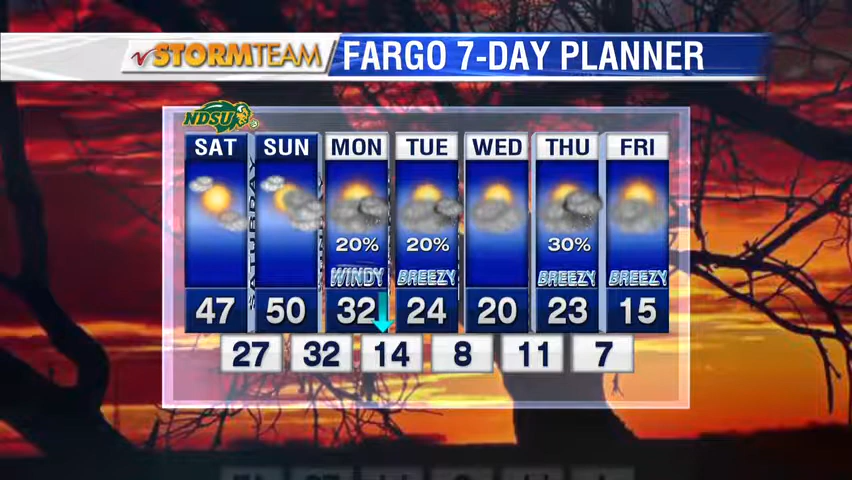 STORMTEAM
FARGO 7-DAY PLANNER
NDSU
SAT SUN MON TUE WED THU FRI
SATURDAY
20% 20% 30%
WINDY BREEZY BREEZY BREEZY
47 50 32 24 20 23 15
27 32 14 8 11 7